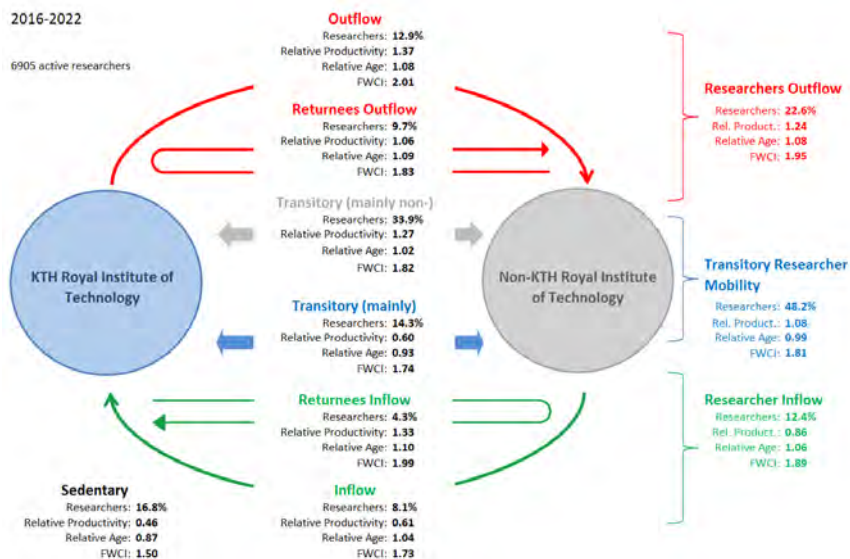 2016-2022
6905 active researchers
Outflow
Researchers: 12.9%
Relative Productivity: 1.37
Relative Age: 1.08
FWCI: 2.01
Returnees Outflow
Researchers: 9.7%
Relative Productivity: 1.06
Relative Age: 1.09
FWCI: 1.83
Researchers Outflow
Researchers: 22.6%
Rel. Product.: 1.24
Relative Age: 1.08
FWCI: 1.95
KTH Royal Institute of
Technology
Transitory (mainly non-)
Researchers: 33.9%
Relative Productivity: 1.27
Relative Age: 1.02
FWCI: 1.82
Transitory (mainly)
Researchers: 14.3%
Relative Productivity: 0.60
Relative Age: 0.93
FWCI: 1.74
Non-KTH Royal Institute
of Technology
Transitory Researcher
Mobility
Researchers: 48.2%
Rel. Product.: 1.08
Relative Age: 0.99
FWCI: 1.81
Returnees Inflow
Researchers: 4.3%
Relative Productivity: 1.33
Relative Age: 1.10
FWCI: 1.99
Researcher Inflow
Researchers: 12.4%
Rel. Product.: 0.86
Relative Age: 1.06
FWCI: 1.89
Sedentary
Researchers: 16.8%
Relative Productivity: 0.46
Relative Age: 0.87
FWCI: 1.50
Inflow
Researchers: 8.1%
Relative Productivity: 0.61
Relative Age: 1.04
FWCI: 1.73